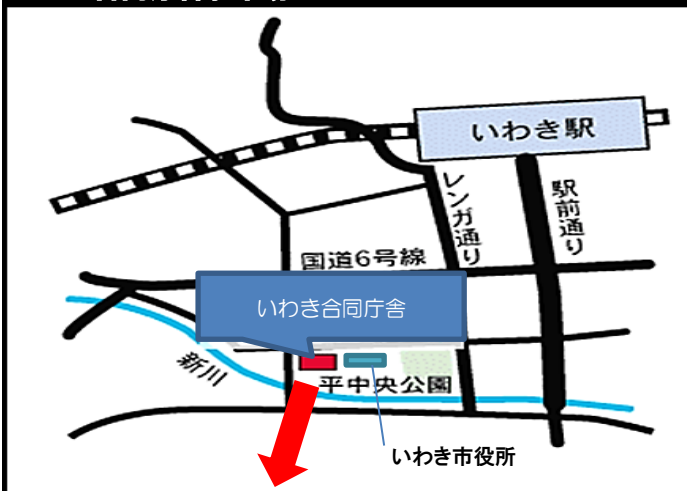 いわき駅
レンガ通り
駅前通り
国道6号線
いわき合同庁舎
新川
平中央公園
いわき市役所